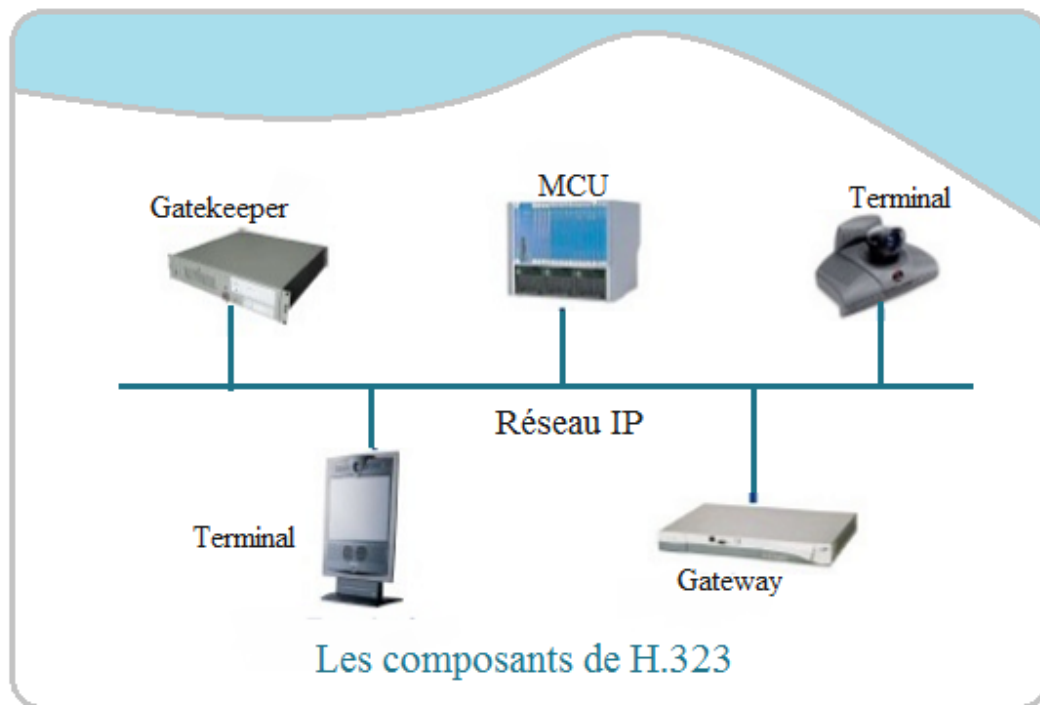 MCU
Terminal
Gatekeeper
Réseau IP
Terminal
Gateway
Les composants de H.323